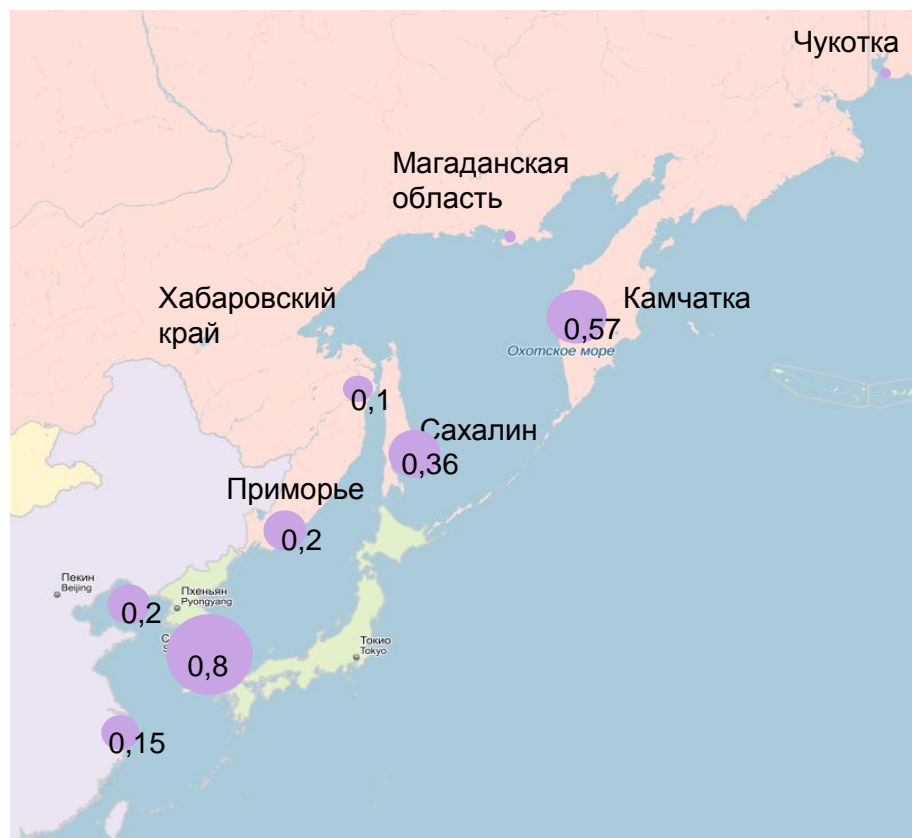 Чукотка
Магаданская
область
Хабаровский
край
Камчатка
0,57
Охотское море
0,1
Сахалин
0,36
Приморье
0,2
Пекин
Beijing
Пхеньян
Pyongyang
0,2
Токио
Tokyo
0,8
0,15